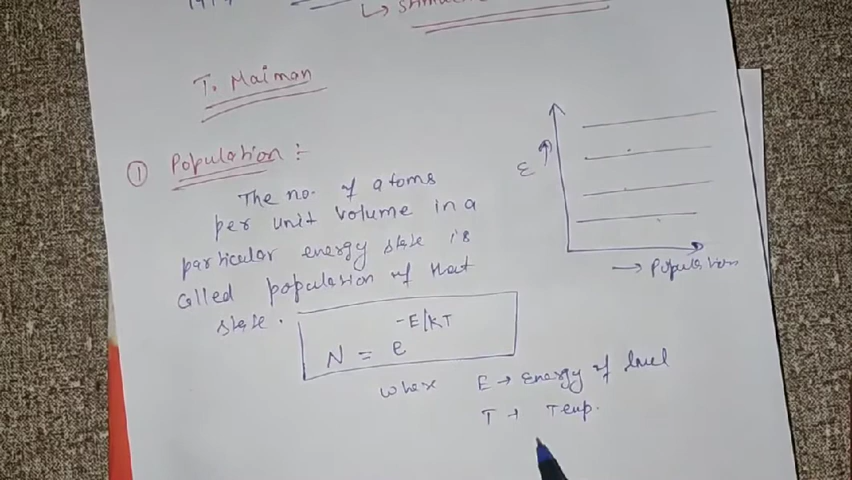 T. Maiman
① Population :-
The no. of atoms
per unit volume in a
particular energy state is
called population of that
state.
N = e^-E/KT
where E → energy of level
T → Temp.
E ↑
→ Population